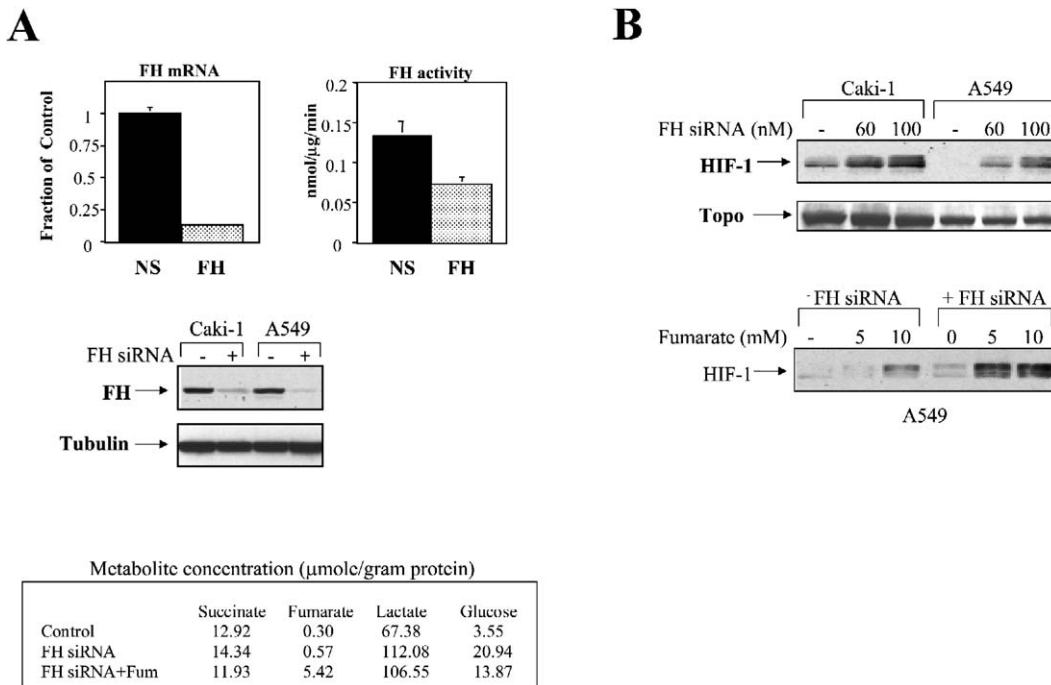 A
FH mRNA
Fraction of Control
1
0.75
0.5
0.25
0
NS FH
FH activity
nmol/µg/min
0.2
0.15
0.1
0.05
0
NS FH
Caki-1 A549
FH siRNA - + - +
FH
Tubulin
Metabolite concentration (µmole/gram protein)
Succinate Fumarate Lactate Glucose
Control 12.92 0.30 67.38 3.55
FH siRNA 14.34 0.57 112.08 20.94
FH siRNA+Fum 11.93 5.42 106.55 13.87
B
Caki-1 A549
FH siRNA (nM) - 60 100 - 60 100
HIF-1
Topo
- FH siRNA + FH siRNA
Fumarate (mM) - 5 10 0 5 10
HIF-1
A549